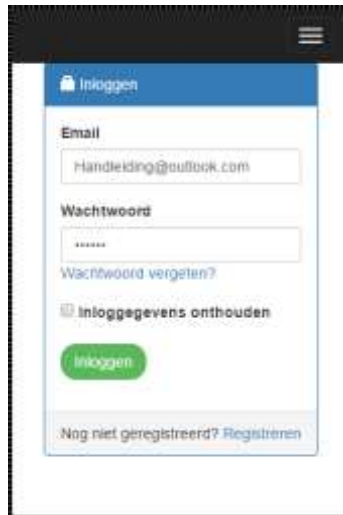 Inloggen
Email
Handleiding@outlook.com
Wachtwoord
......
Wachtwoord vergeten?
Inloggegevens onthouden
Inloggen
Nog niet geregistreerd? Registreren